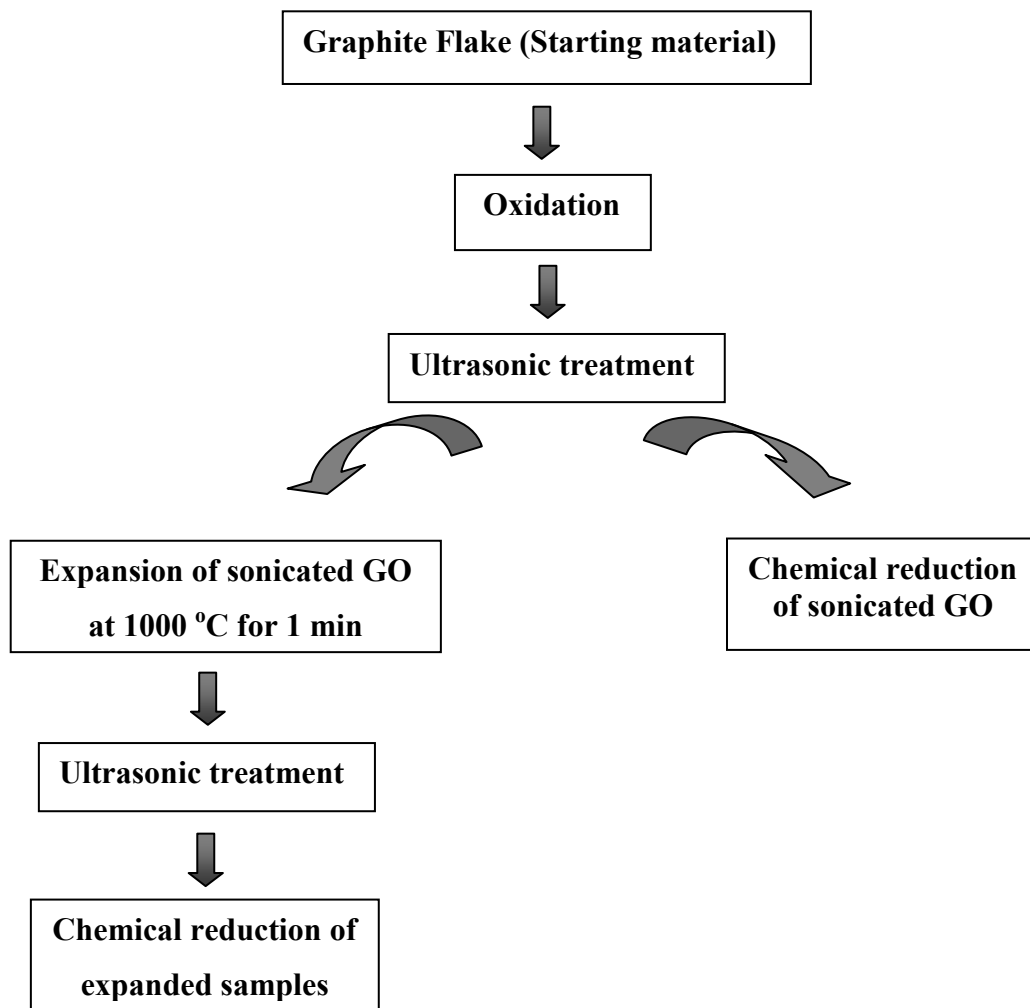 Graphite Flake (Starting material)
Oxidation
Ultrasonic treatment
Expansion of sonicated GO
at 1000 ºC for 1 min
Chemical reduction
of sonicated GO
Ultrasonic treatment
Chemical reduction of
expanded samples